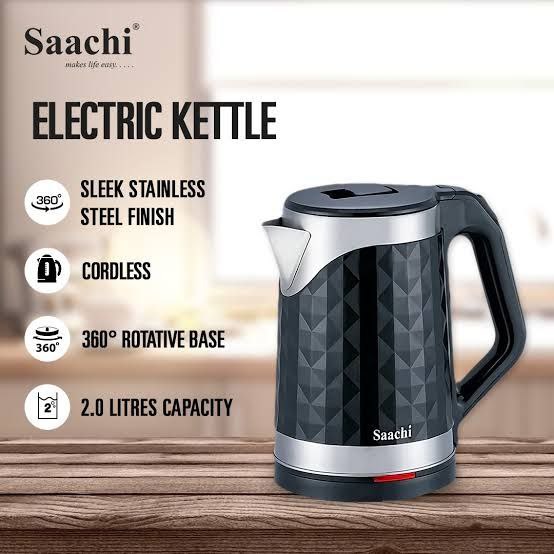 Saachi®
makes life easy.....
ELECTRIC KETTLE
360°
SLEEK STAINLESS
STEEL FINISH
CORDLESS
360°
360° ROTATIVE BASE
2L
2.0 LITRES CAPACITY
Saachi